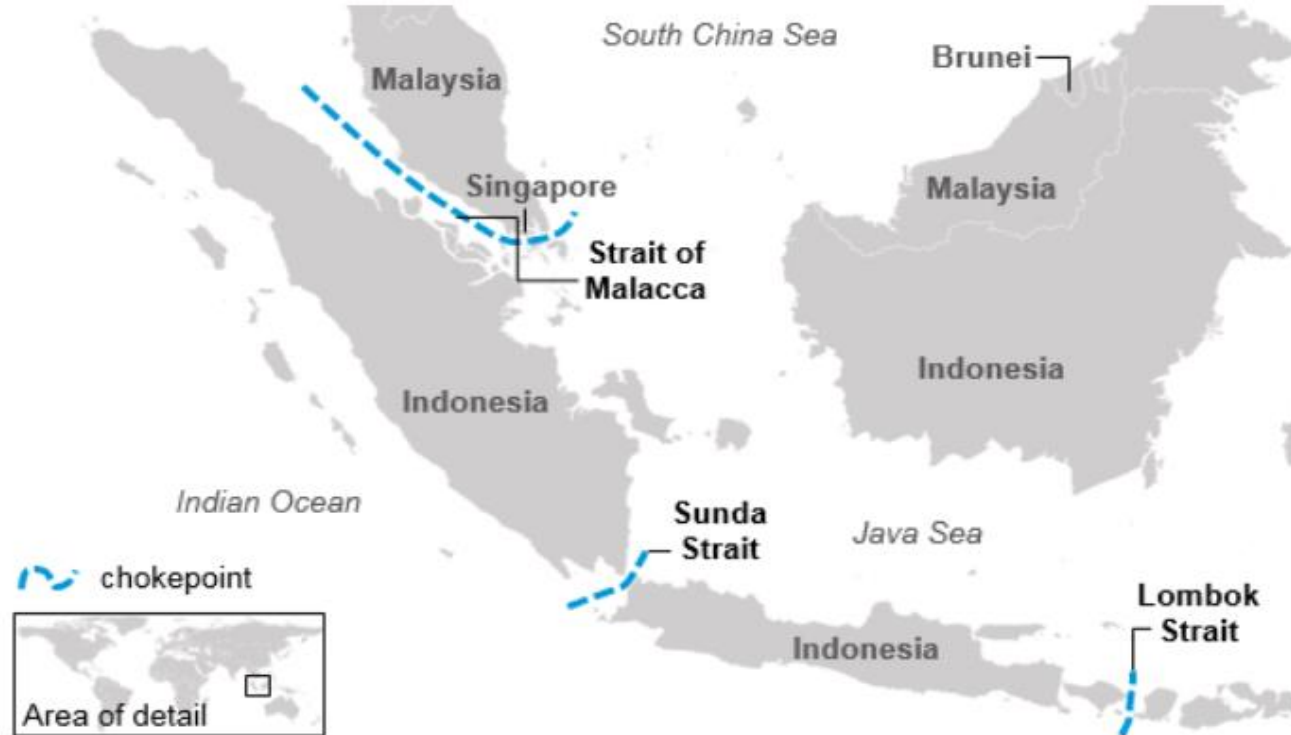 South China Sea
Brunei
Malaysia
Singapore
Malaysia
Strait of
Malacca
Indonesia
Indonesia
Indian Ocean
Sunda
Strait
Java Sea
chokepoint
Lombok
Strait
Indonesia
Area of detail